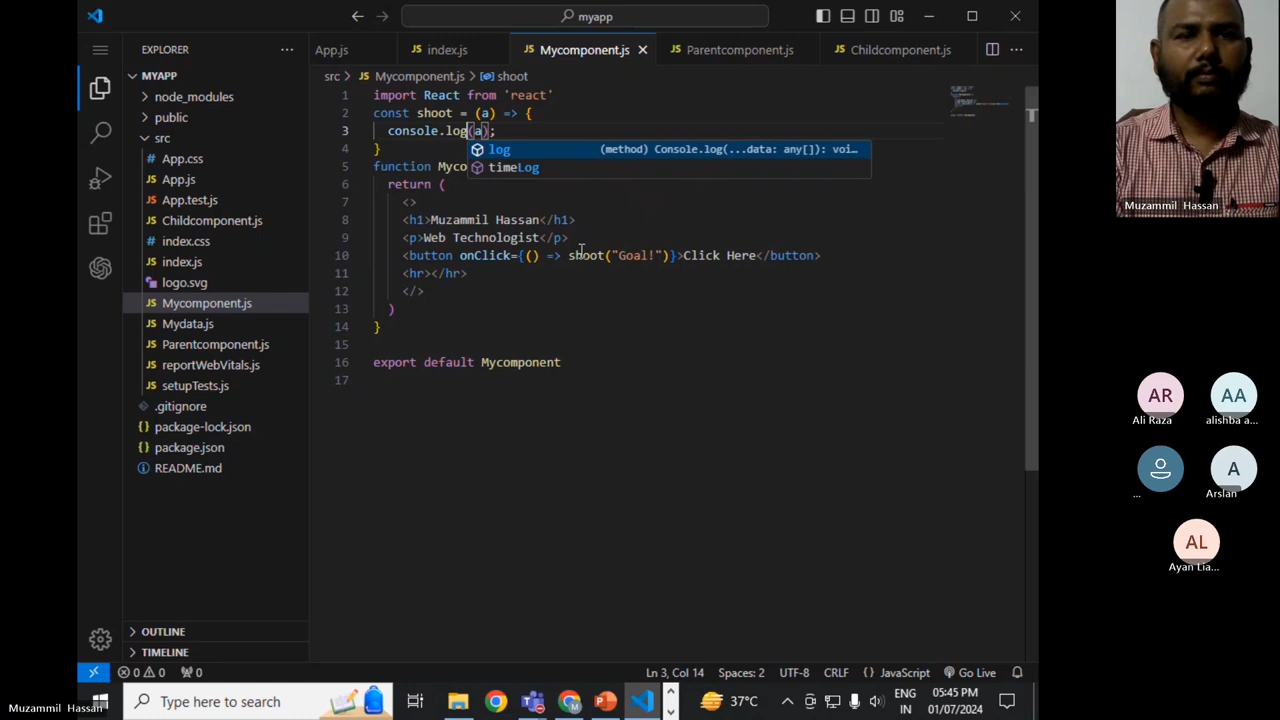 myapp
EXPLORER
App.js
index.js
Mycomponent.js
Parentcomponent.js
Childcomponent.js
MYAPP
node_modules
public
src
App.css
App.js
App.test.js
Childcomponent.js
index.css
index.js
logo.svg
Mycomponent.js
Mydata.js
Parentcomponent.js
reportWebVitals.js
setupTests.js
.gitignore
package-lock.json
package.json
README.md
OUTLINE
TIMELINE
src > Mycomponent.js > shoot
1 import React from 'react'
2 const shoot = (a) => {
3 console.log(a);
log (method) Console.log(...data: any[]): voi...
timeLog
4 }
5 function Myco
6 return (
7 <>
8 <h1>Muzammil Hassan</h1>
9 <p>Web Technologist</p>
10 <button onClick={() => shoot("Goal!")}>Click Here</button>
11 <hr></hr>
12 </>
13 )
14 }
15
16 export default Mycomponent
17
0 0 0
Ln 3, Col 14 Spaces: 2 UTF-8 CRLF {} JavaScript Go Live
Type here to search
37°C
ENG
IN
05:45 PM
01/07/2024
Muzammil Hassan
Muzammil Hassan
AR
Ali Raza
AA
alishba a...
...
A
Arslan
AL
Ayan Lia...